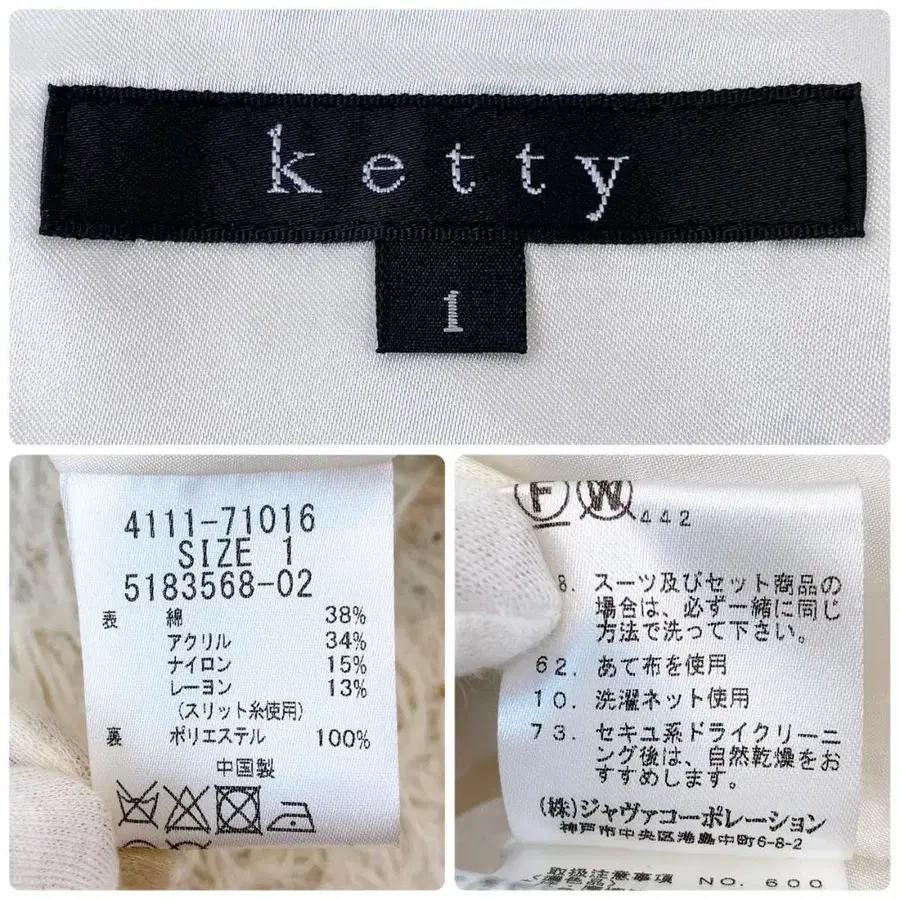 ketty
1
4111-71016
SIZE 1
5183568-02
表 綿 38%
アクリル 34%
ナイロン 15%
レーヨン 13%
(スリット糸使用)
裏 ポリエステル 100%
中国製
F W 442
8. スーツ及びセット商品の
場合は、必ず一緒に同じ
方法で洗って下さい。
62. あて布を使用
10. 洗濯ネット使用
73. セキユ系ドライクリーニ
ング後は、自然乾燥をお
すすめします。
(株)ジャヴァコーポレーション
神戸市中央区港島中町6-8-2
取扱注意事項 NO. 600